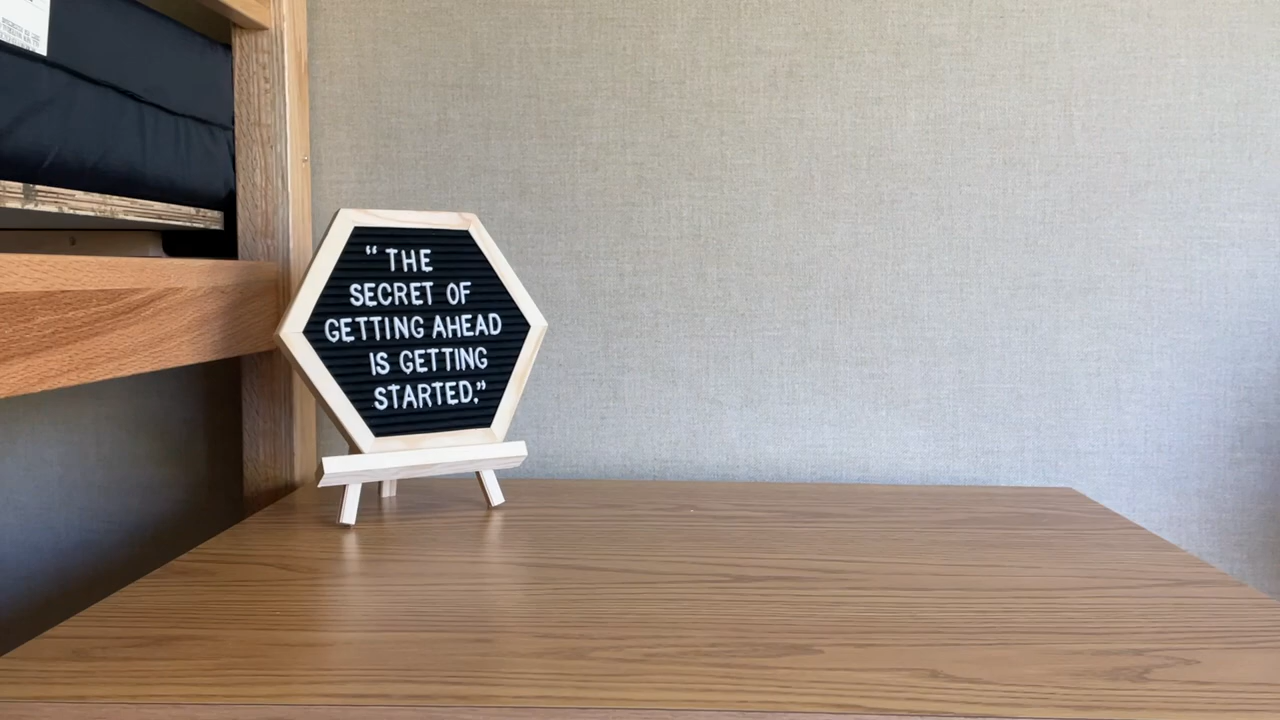 “THE
SECRET OF
GETTING AHEAD
IS GETTING
STARTED.”